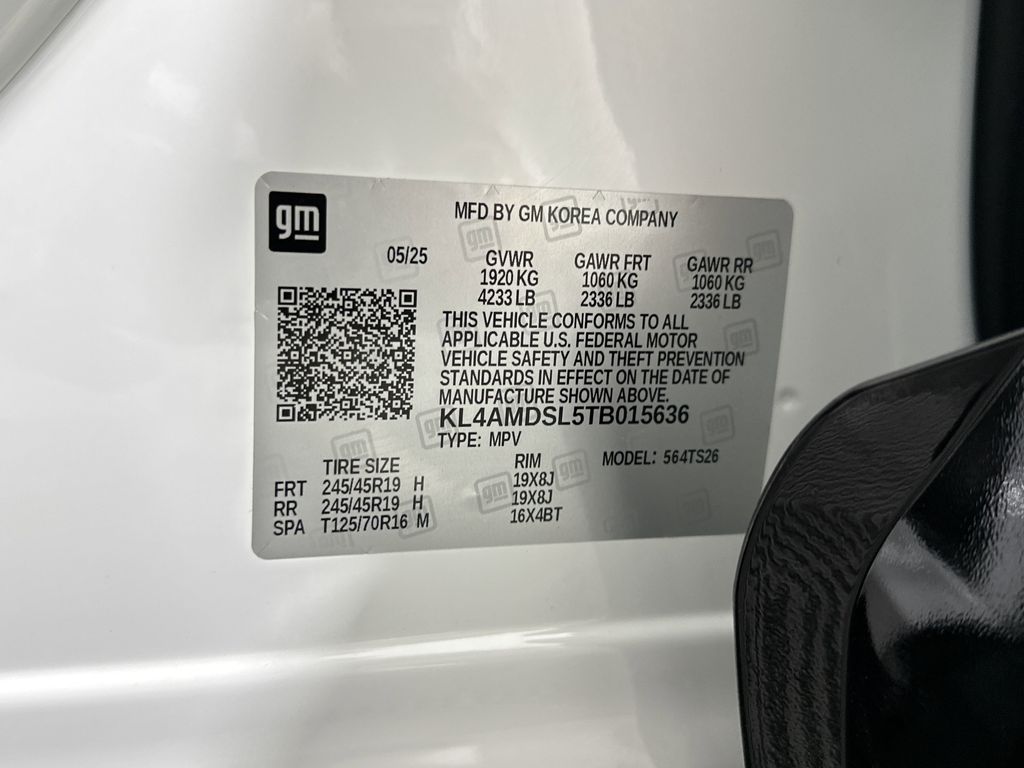 gm
MFD BY GM KOREA COMPANY
05/25
GVWR GAWR FRT GAWR RR
1920 KG 1060 KG 1060 KG
4233 LB 2336 LB 2336 LB
THIS VEHICLE CONFORMS TO ALL
APPLICABLE U.S. FEDERAL MOTOR
VEHICLE SAFETY AND THEFT PREVENTION
STANDARDS IN EFFECT ON THE DATE OF
MANUFACTURE SHOWN ABOVE.
KL4AMDSL5TB015636
TYPE: MPV
MODEL: 564TS26
TIRE SIZE RIM
FRT 245/45R19 H 19X8J
RR 245/45R19 H 19X8J
SPA T125/70R16 M 16X4BT